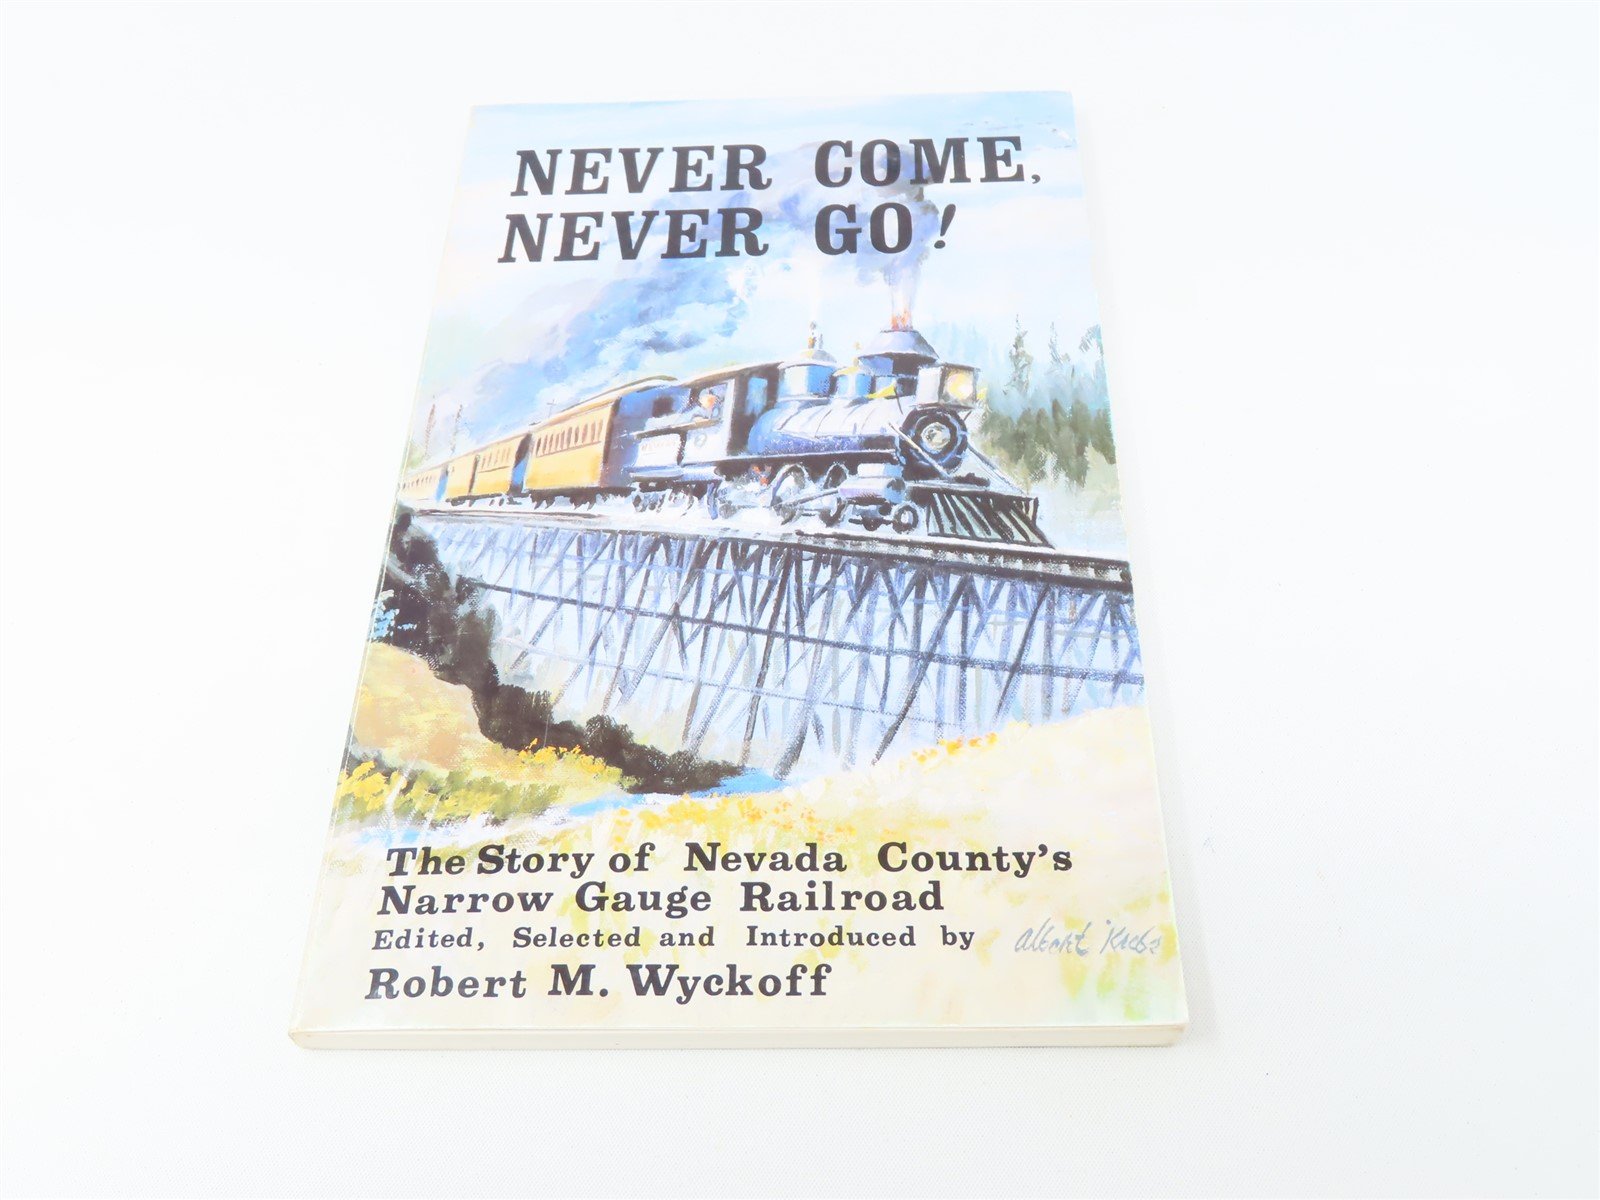 NEVER COME,
NEVER GO!
The Story of Nevada County's
Narrow Gauge Railroad
Edited, Selected and Introduced by
Albert
Robert M. Wyckoff